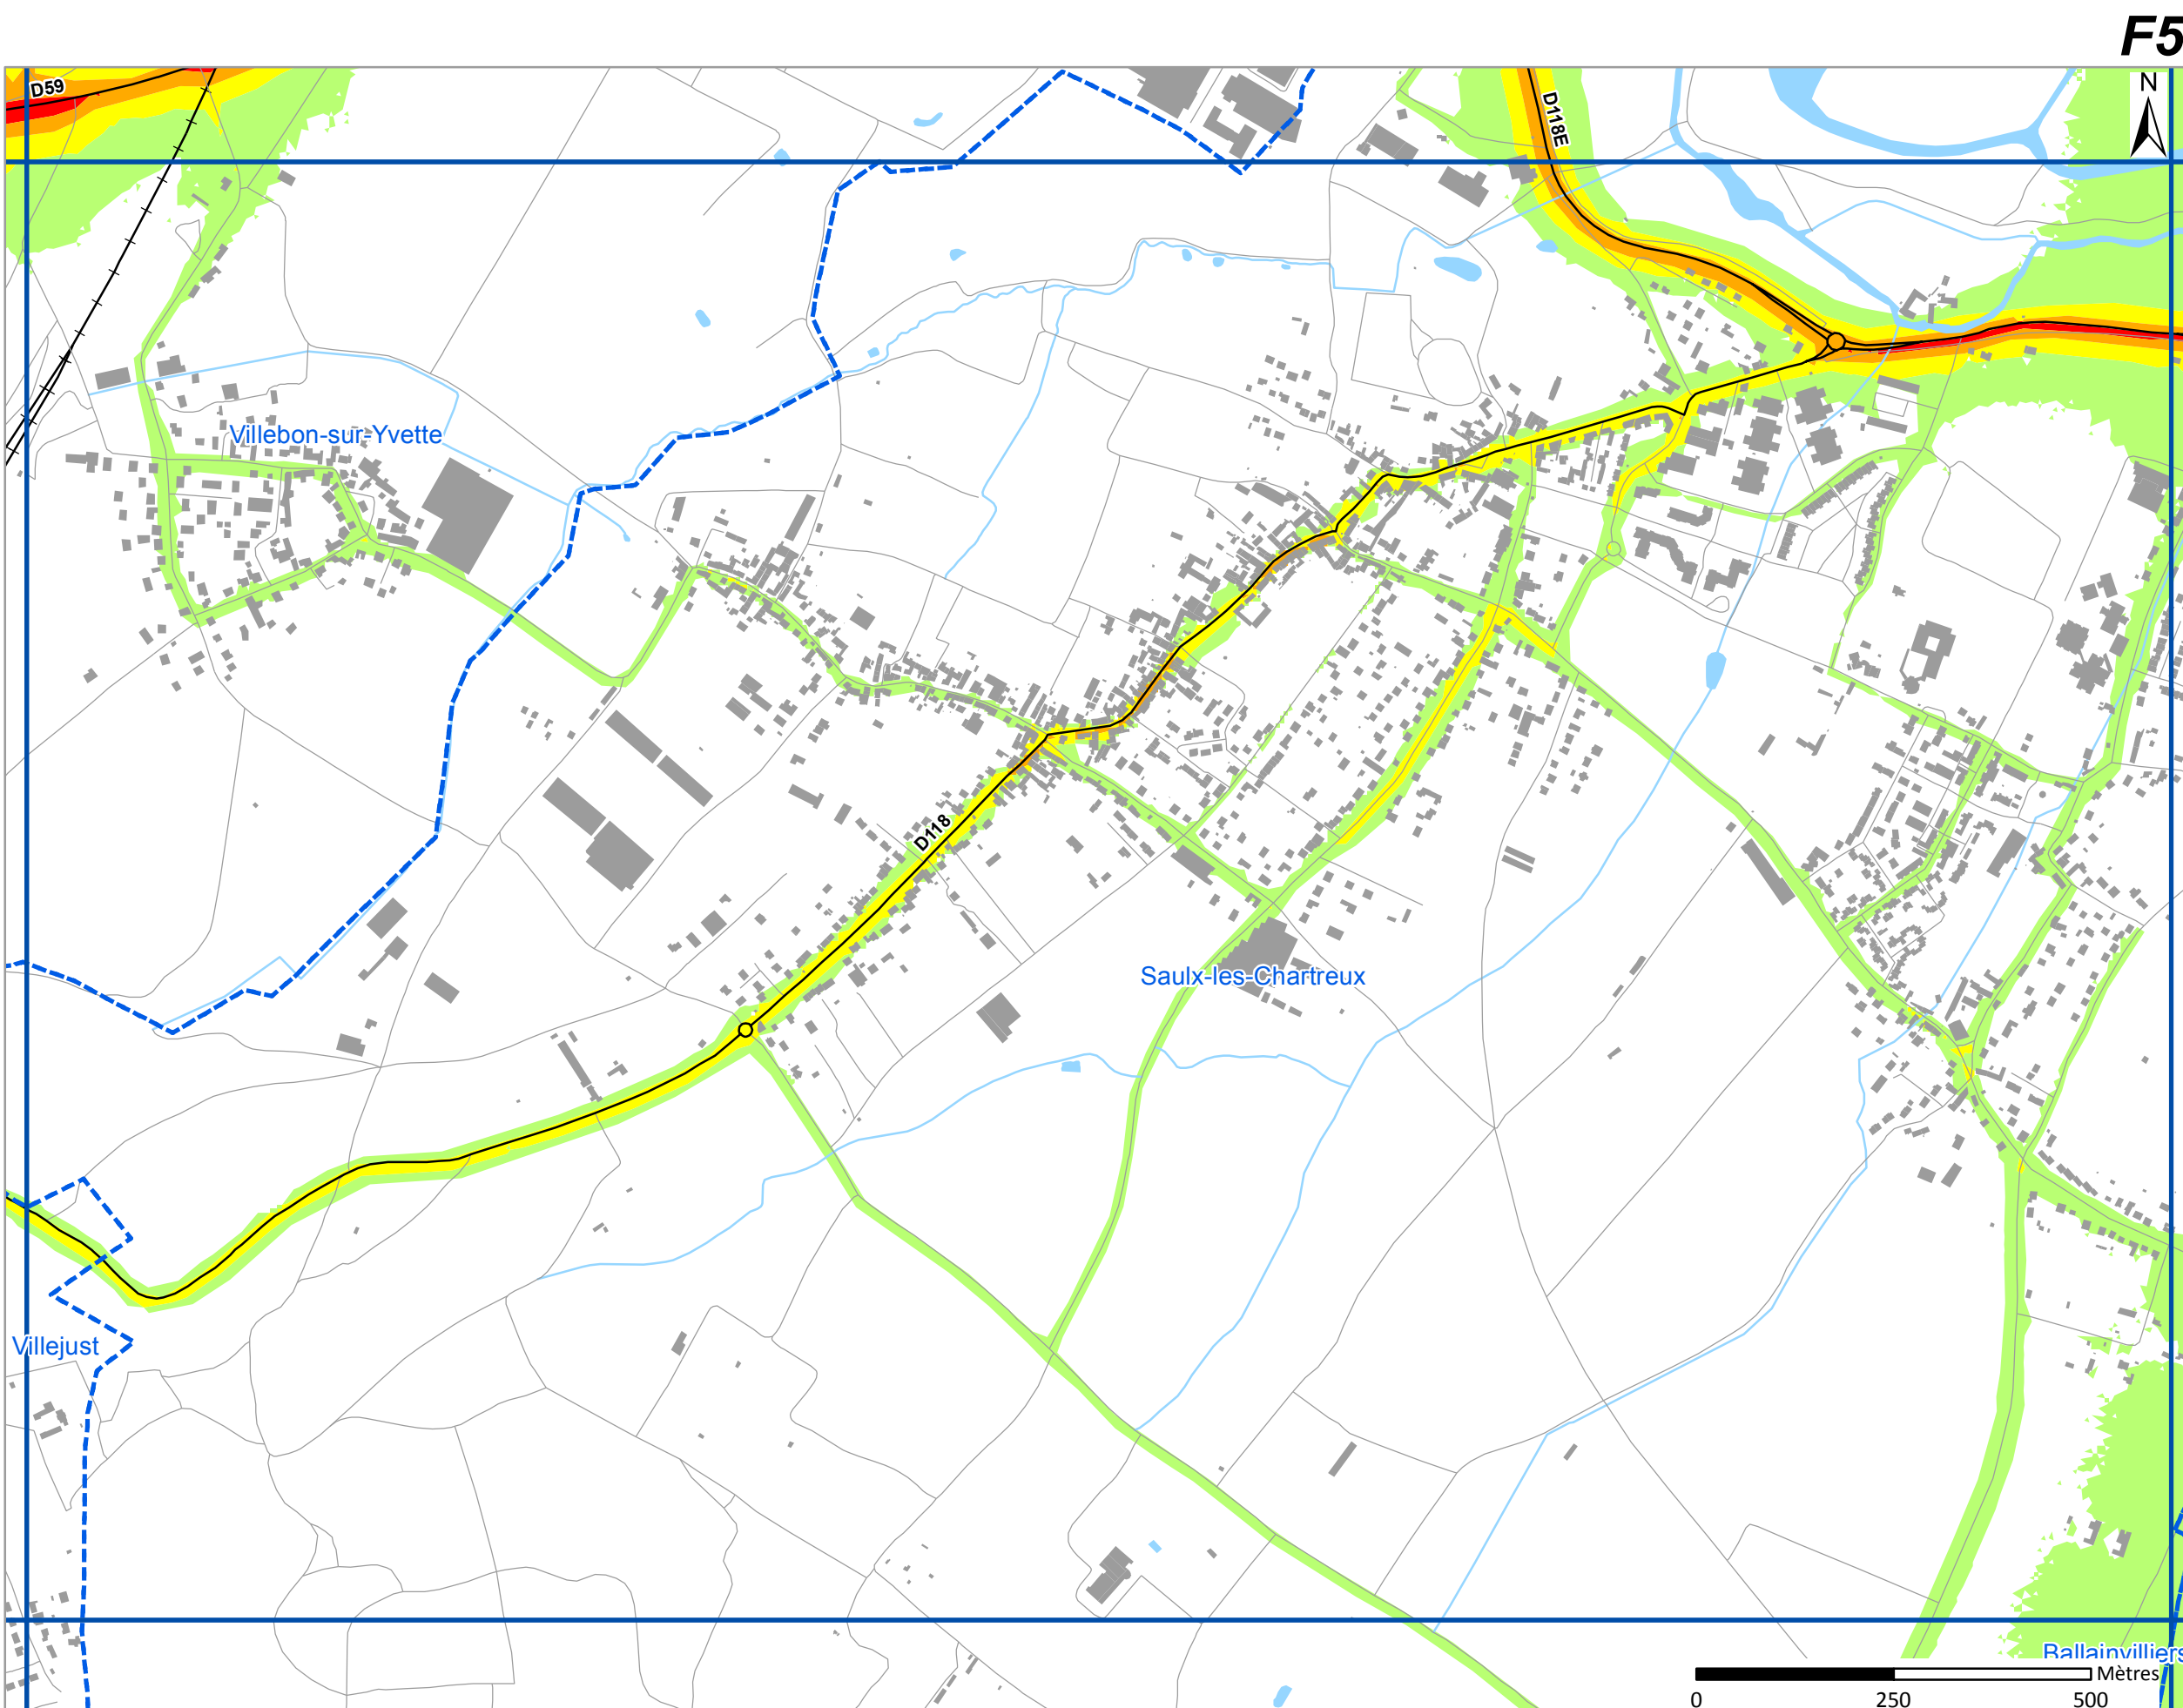 F5
D59
N
D118E
Villebon-sur-Yvette
D118
Saulx-les-Chartreux
Villejust
Ballainvilliers
Mètres
0 250 500